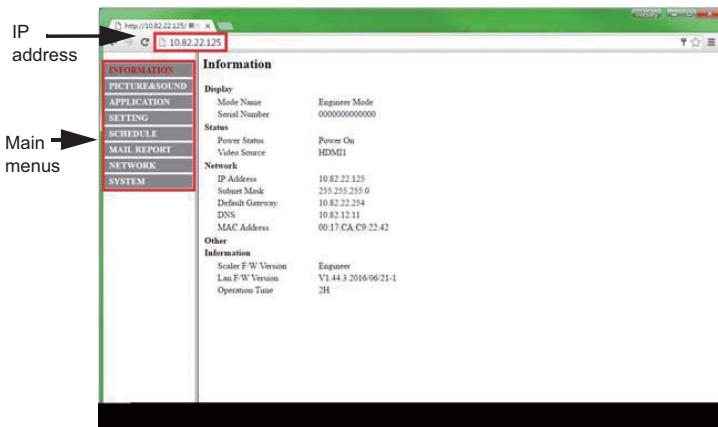 IP
address
Main
menus
http://10.82.22.125/
10.82.22.125
INFORMATION
PICTURE&SOUND
APPLICATION
SETTING
SCHEDULE
MAIL REPORT
NETWORK
SYSTEM
Information
Display
Mode Name Engineer Mode
Serial Number 0000000000000
Status
Power Status Power On
Video Source HDMI1
Network
IP Address 10.82.22.125
Subnet Mask 255.255.255.0
Default Gateway 10.82.22.254
DNS 10.82.12.11
MAC Address 00:17:CA:C9:22:42
Other
Information
Scaler F/W Version Engineer
Lan F/W Version V1.44.3.2016/06/21-1
Operation Time 2H